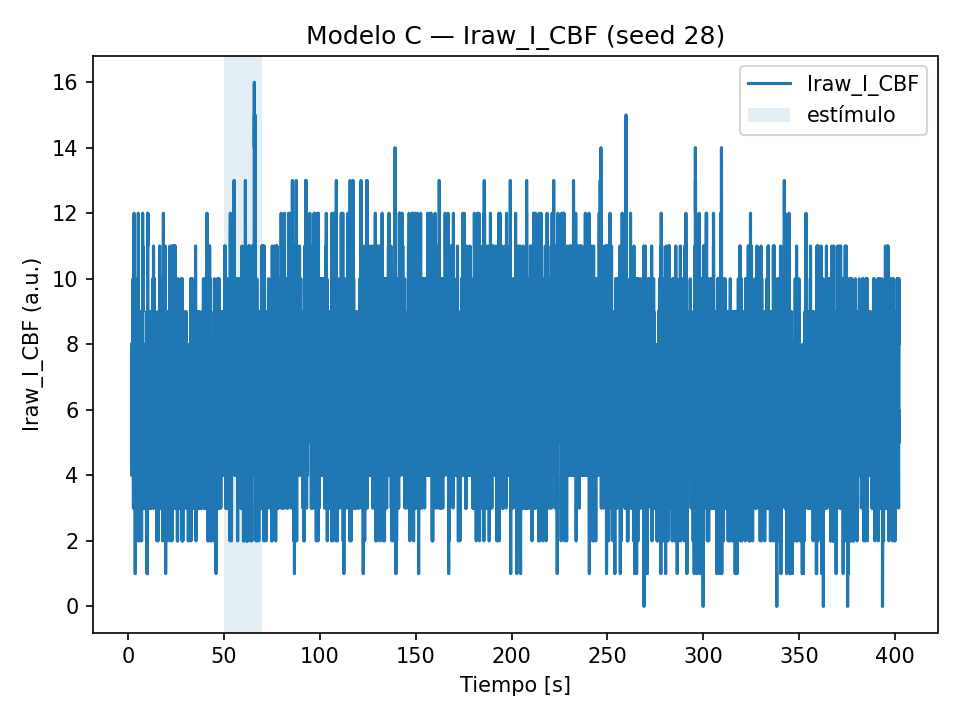 Modelo C — Iraw_I_CBF (seed 28)
Iraw_I_CBF
estímulo
Iraw_I_CBF (a.u.)
16
14
12
10
8
6
4
2
0
0 50 100 150 200 250 300 350 400
Tiempo [s]